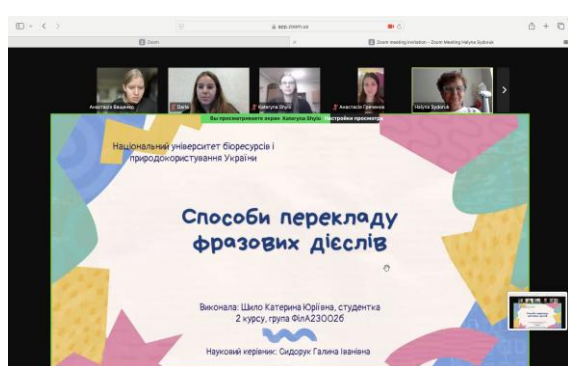 app.zoom.us
Zoom
Zoom meeting invitation - Zoom Meeting Halyna Sydoruk
Анастасія Ващенко
Daria
Kateryna Shylo
Анастасія Гречаник
Halyna Sydoruk
Вы просматриваете экран Kateryna Shylo Настройки просмотра
Національний університет біоресурсів і
природокористування України
Способи перекладу
фразових дієслів
Виконала: Шило Катерина Юріївна, студентка
2 курсу, група ФілА23002б
Науковий керівник: Сидорук Галина Іванівна